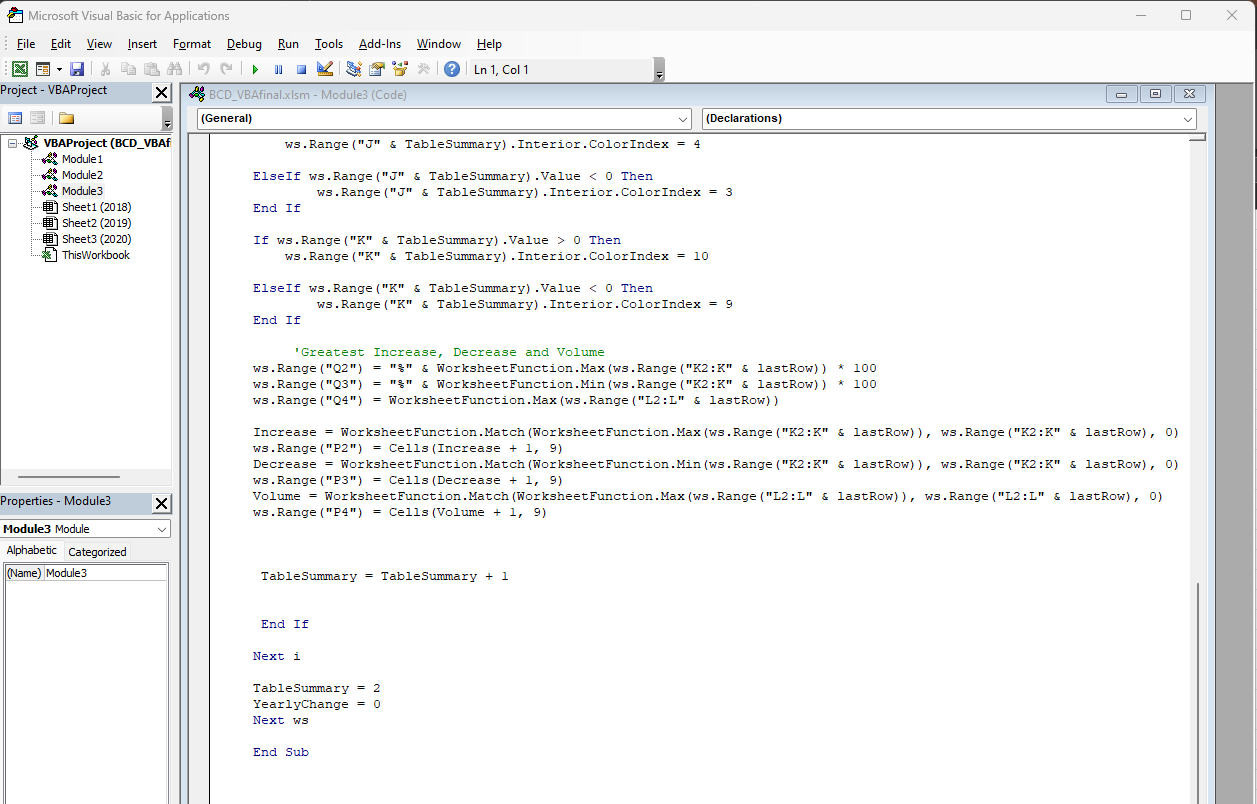 Microsoft Visual Basic for Applications
File Edit View Insert Format Debug Run Tools Add-Ins Window Help
Ln 1, Col 1
Project - VBAProject
VBAProject (BCD_VBAfi
Module1
Module2
Module3
Sheet1 (2018)
Sheet2 (2019)
Sheet3 (2020)
ThisWorkbook
Properties - Module3
Module3 Module
Alphabetic Categorized
(Name) Module3
BCD_VBAfinal.xlsm - Module3 (Code)
(General) (Declarations)
ws.Range("J" & TableSummary).Interior.ColorIndex = 4
ElseIf ws.Range("J" & TableSummary).Value < 0 Then
ws.Range("J" & TableSummary).Interior.ColorIndex = 3
End If
If ws.Range("K" & TableSummary).Value > 0 Then
ws.Range("K" & TableSummary).Interior.ColorIndex = 10
ElseIf ws.Range("K" & TableSummary).Value < 0 Then
ws.Range("K" & TableSummary).Interior.ColorIndex = 9
End If
'Greatest Increase, Decrease and Volume
ws.Range("Q2") = "%" & WorksheetFunction.Max(ws.Range("K2:K" & lastRow)) * 100
ws.Range("Q3") = "%" & WorksheetFunction.Min(ws.Range("K2:K" & lastRow)) * 100
ws.Range("Q4") = WorksheetFunction.Max(ws.Range("L2:L" & lastRow))
Increase = WorksheetFunction.Match(WorksheetFunction.Max(ws.Range("K2:K" & lastRow)), ws.Range("K2:K" & lastRow), 0)
ws.Range("P2") = Cells(Increase + 1, 9)
Decrease = WorksheetFunction.Match(WorksheetFunction.Min(ws.Range("K2:K" & lastRow)), ws.Range("K2:K" & lastRow), 0)
ws.Range("P3") = Cells(Decrease + 1, 9)
Volume = WorksheetFunction.Match(WorksheetFunction.Max(ws.Range("L2:L" & lastRow)), ws.Range("L2:L" & lastRow), 0)
ws.Range("P4") = Cells(Volume + 1, 9)
TableSummary = TableSummary + 1
End If
Next i
TableSummary = 2
YearlyChange = 0
Next ws
End Sub